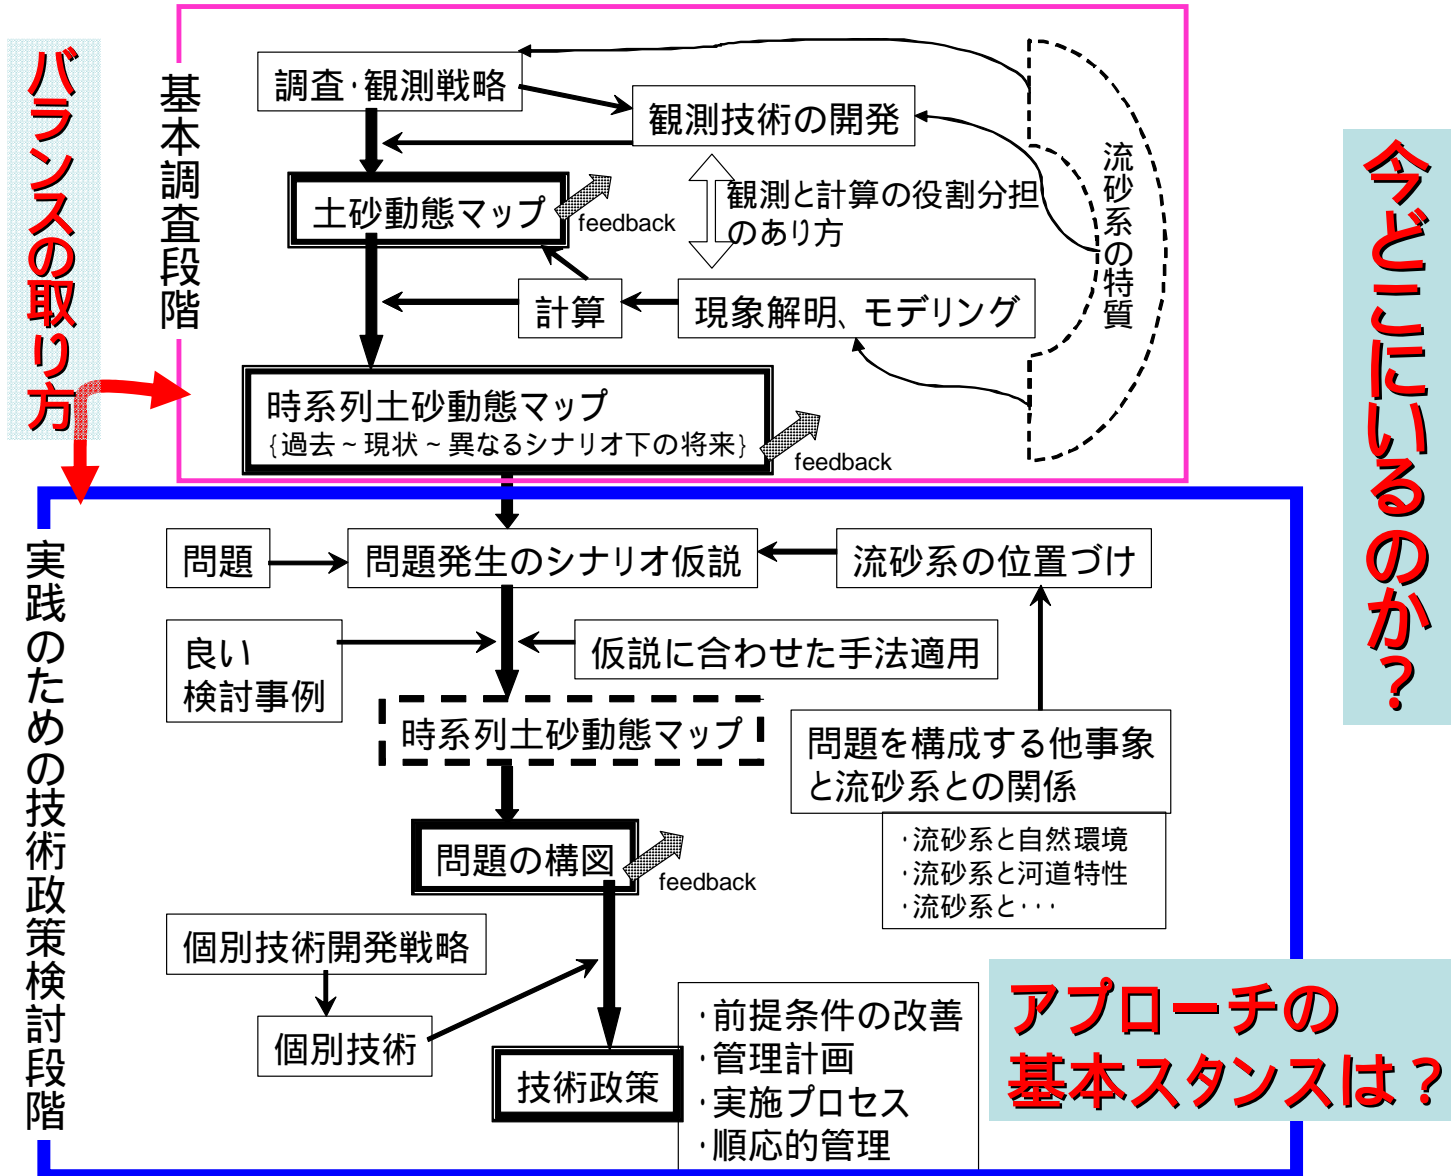 バランスの取り方
基本調査段階
調査・観測戦略
観測技術の開発
土砂動態マップ
feedback
観測と計算の役割分担
のあり方
流砂系の特質
計算
現象解明、モデリング
時系列土砂動態マップ
{過去~現状~異なるシナリオ下の将来}
feedback
今どこにいるのか?
実践のための技術政策検討段階
問題
問題発生のシナリオ仮説
流砂系の位置づけ
良い
検討事例
仮説に合わせた手法適用
時系列土砂動態マップ
問題を構成する他事象
と流砂系との関係
・流砂系と自然環境
・流砂系と河道特性
・流砂系と・・・
問題の構図
feedback
個別技術開発戦略
個別技術
技術政策
・前提条件の改善
・管理計画
・実施プロセス
・順応的管理
アプローチの
基本スタンスは?